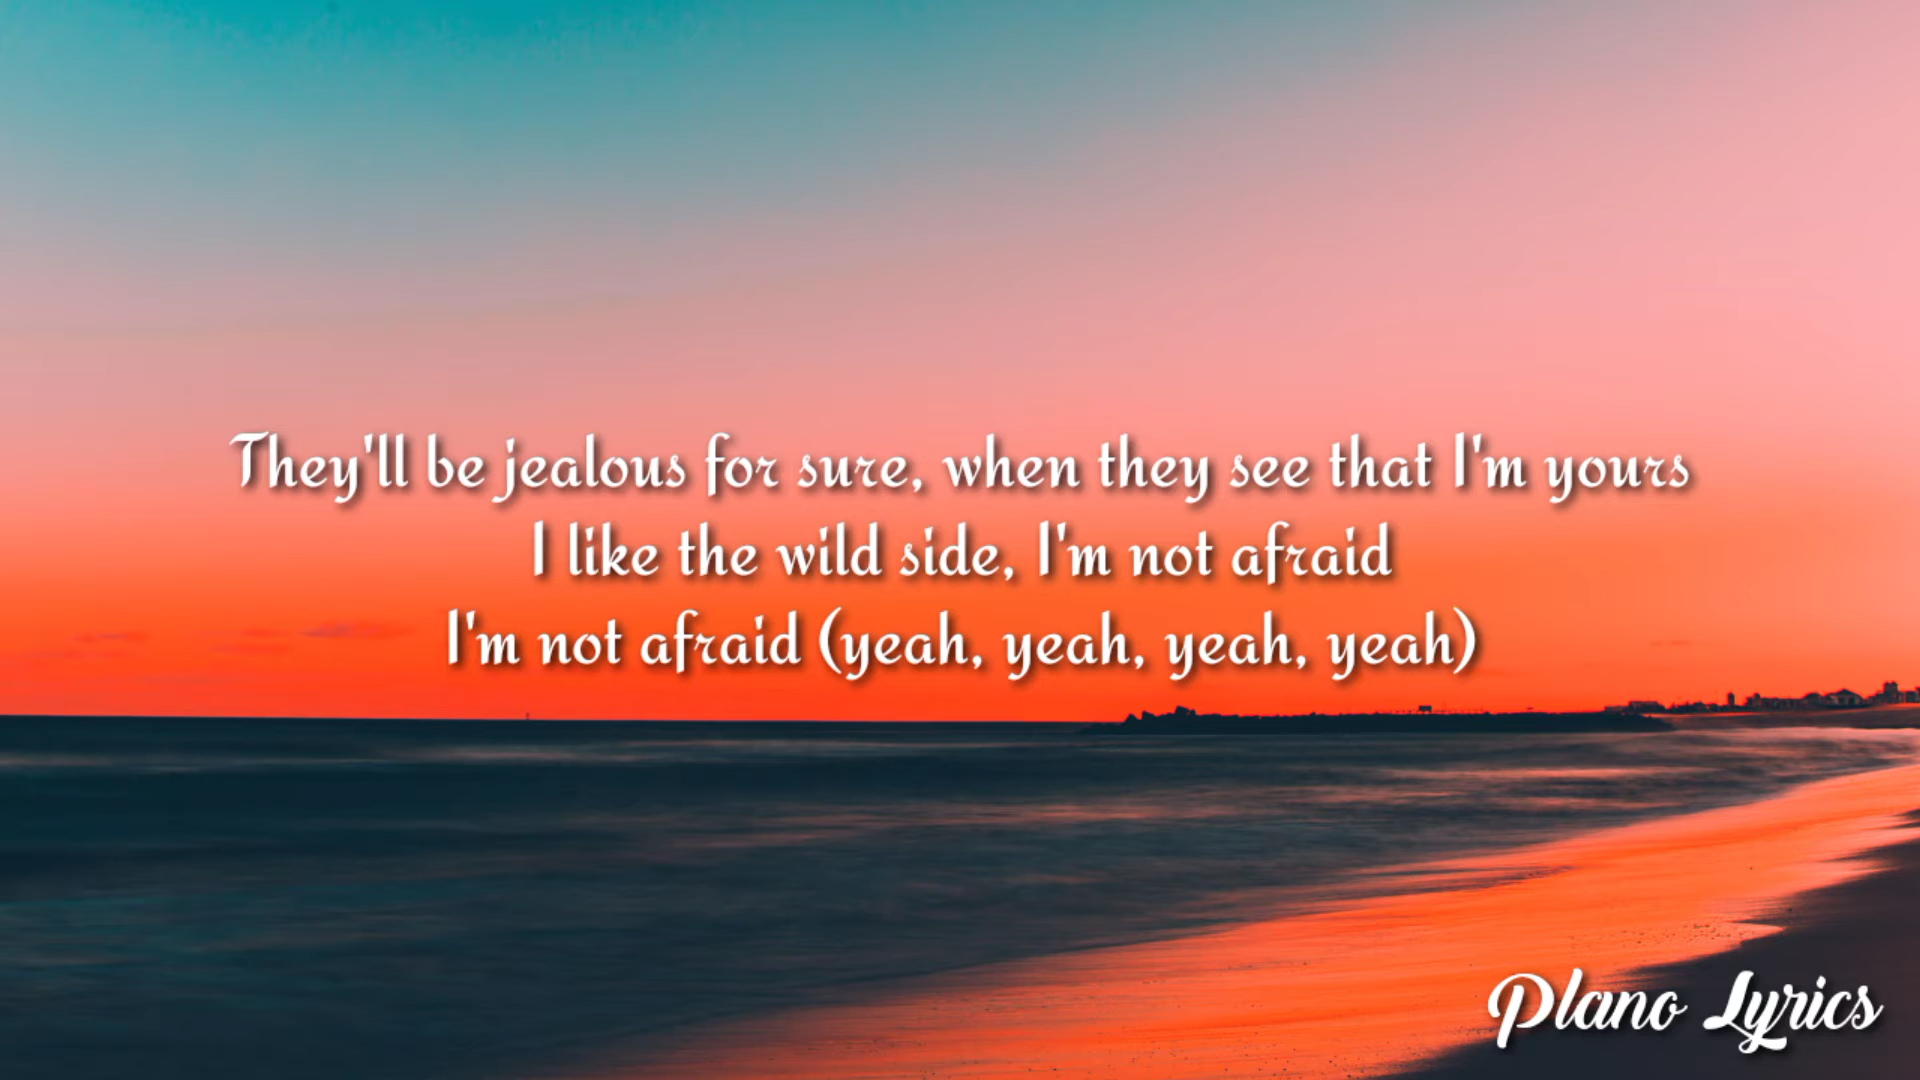 They'll be jealous for sure, when they see that I'm yours
I like the wild side, I'm not afraid
I'm not afraid (yeah, yeah, yeah, yeah)
Plano Lyrics